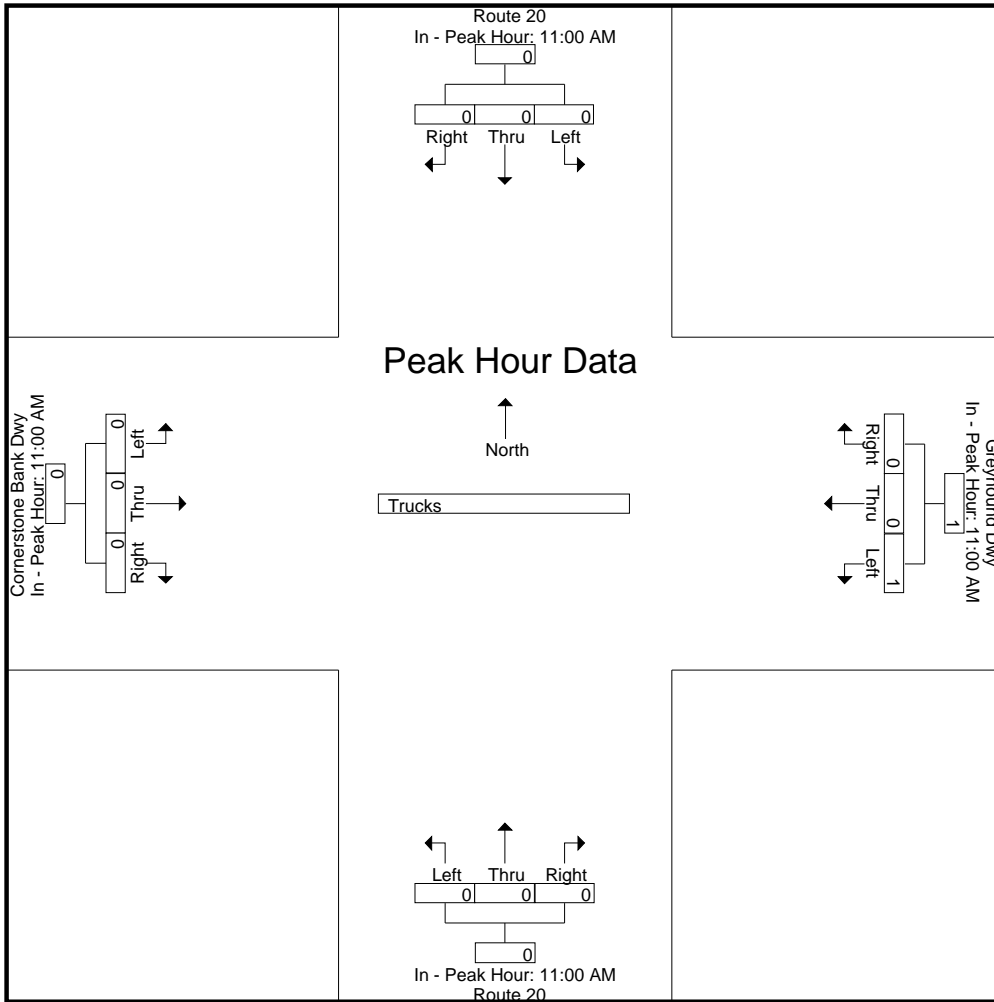 Route 20
In - Peak Hour: 11:00 AM
0
0 0 0
Right Thru Left
Peak Hour Data
North
Trucks
Cornerstone Bank Dwy
In - Peak Hour: 11:00 AM
0
0 0 0
Left Thru Right
Greyhound Dwy
In - Peak Hour: 11:00 AM
1
0 0 1
Right Thru Left
Left Thru Right
0 0 0
0
In - Peak Hour: 11:00 AM
Route 20